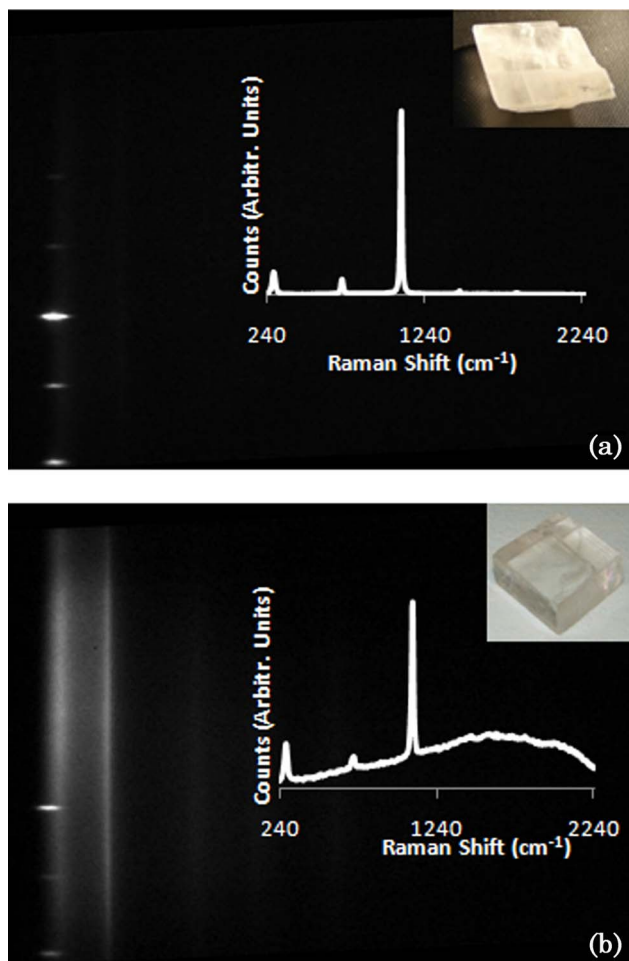 Counts (Arbitr. Units)
240 1240 2240
Raman Shift (cm⁻¹)
(a)
Counts (Arbitr. Units)
240 1240 2240
Raman Shift (cm⁻¹)
(b)